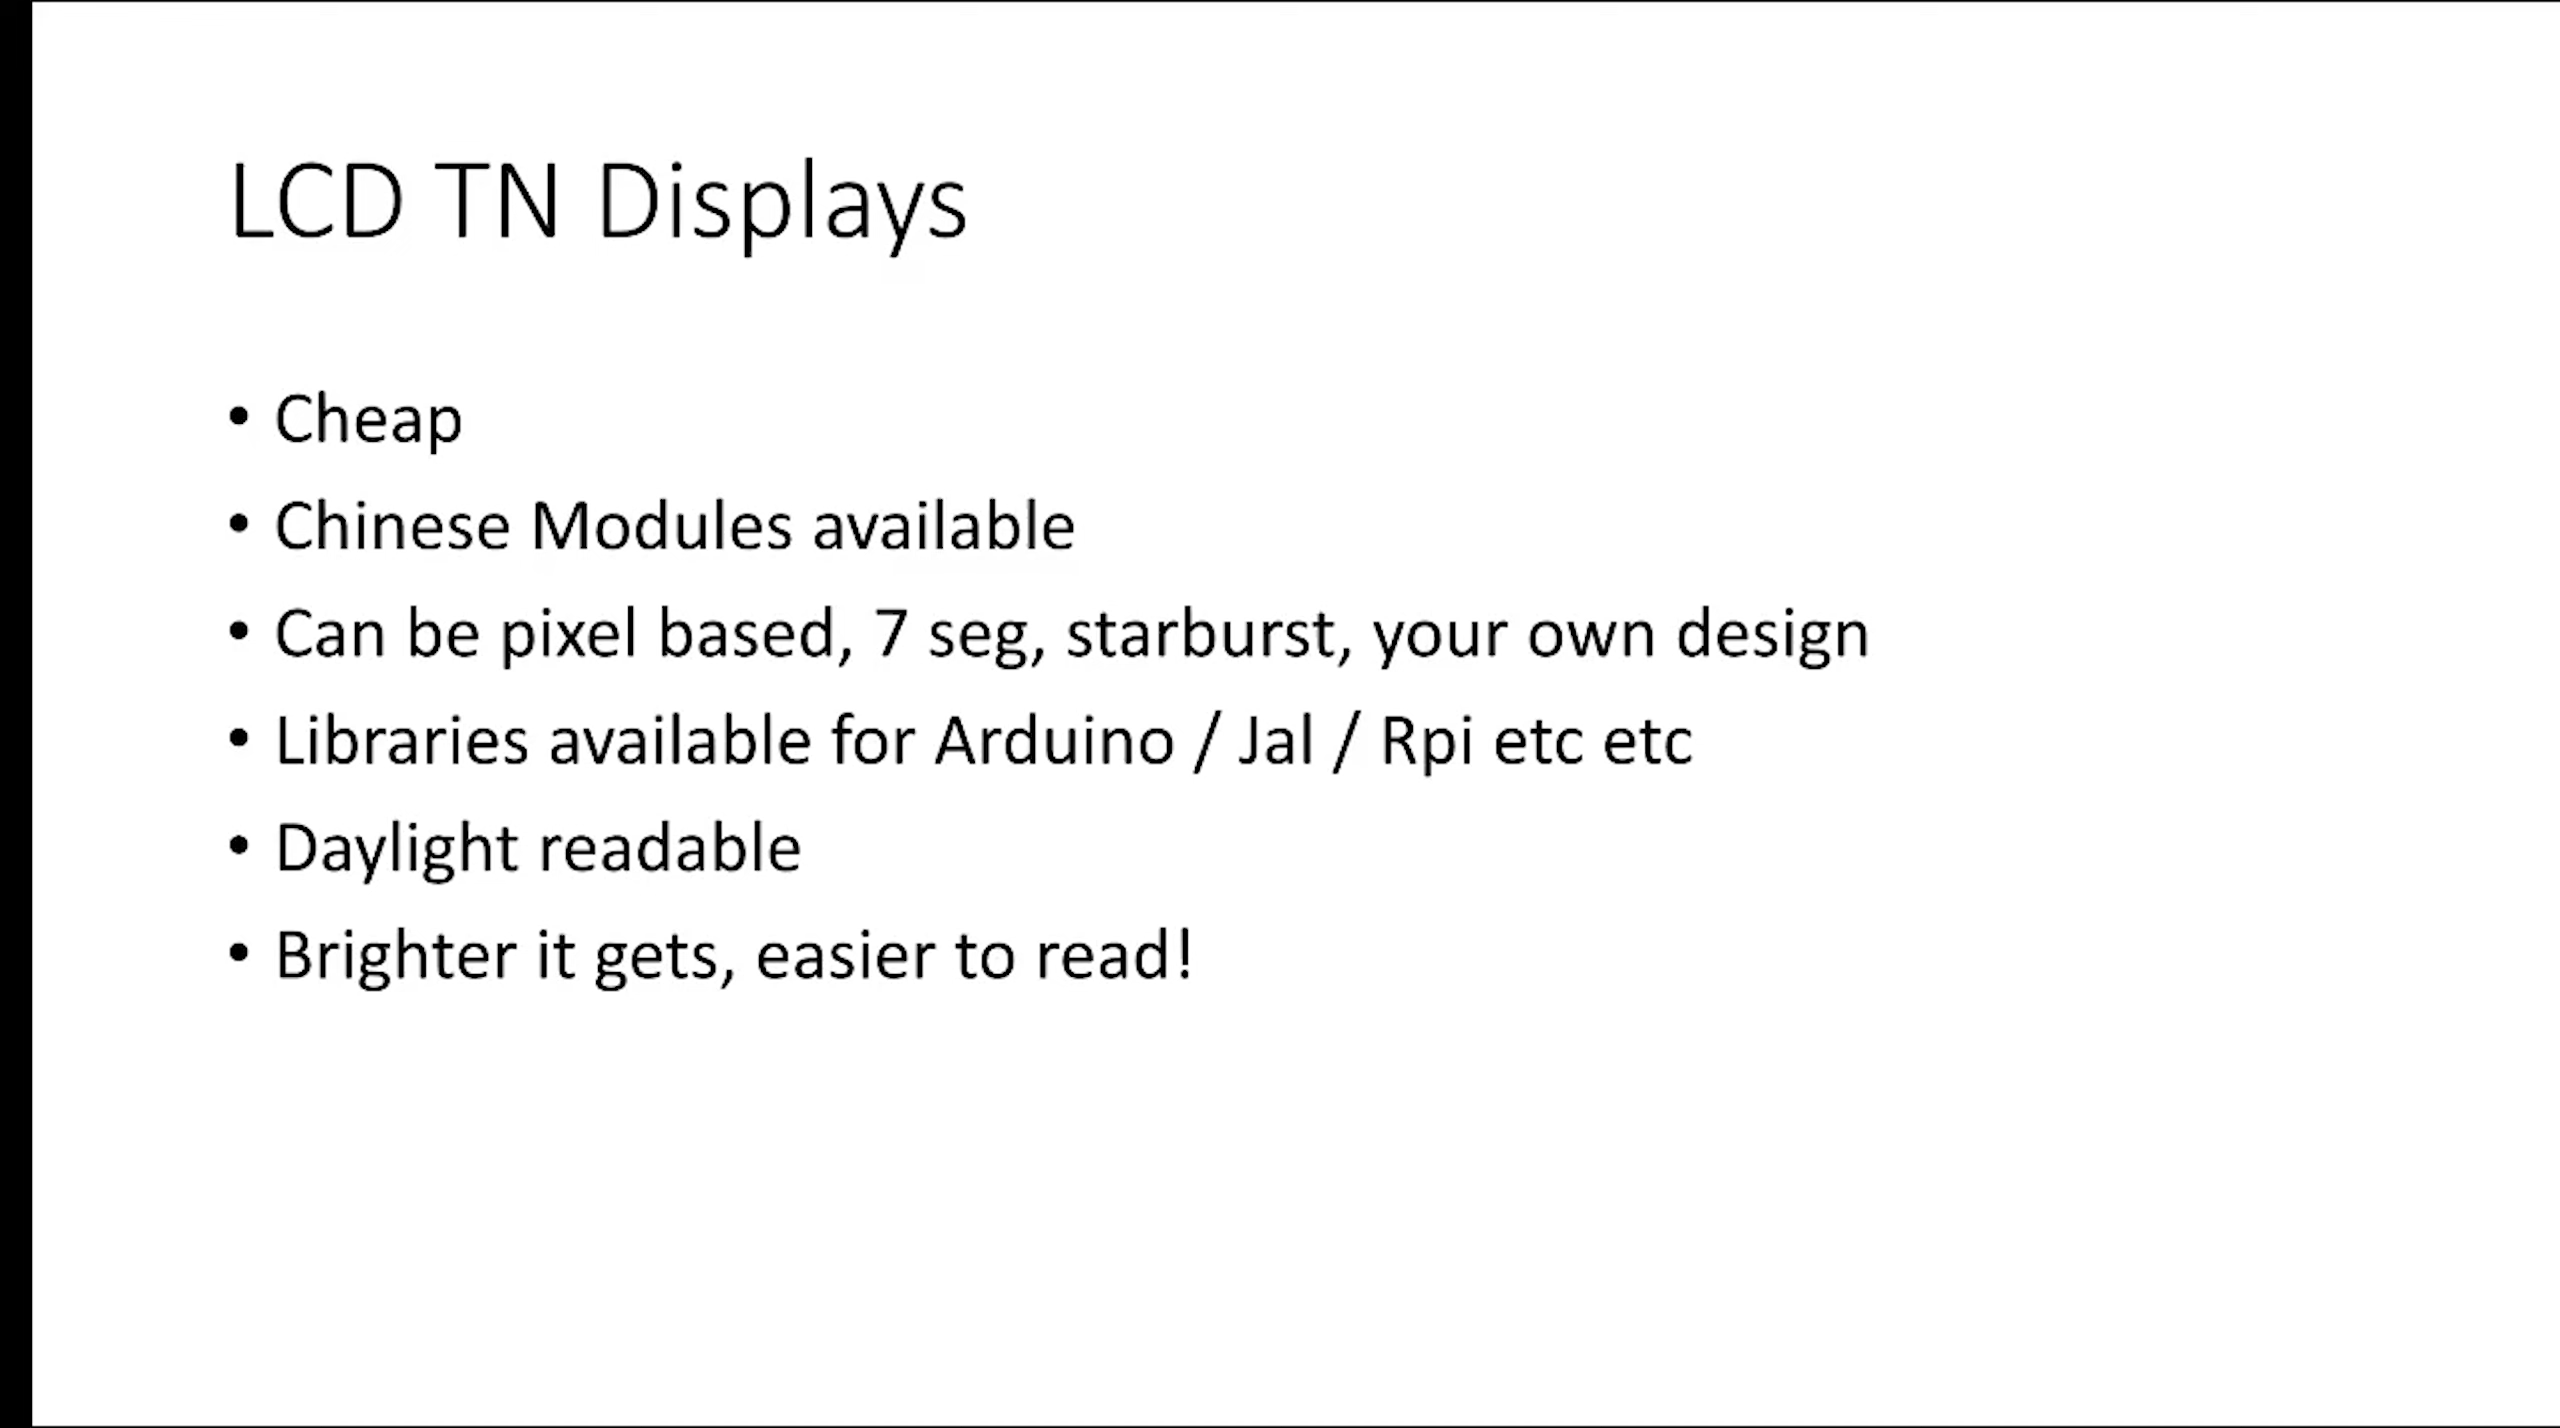 LCD TN Displays
• Cheap
• Chinese Modules available
• Can be pixel based, 7 seg, starburst, your own design
• Libraries available for Arduino / Jal / Rpi etc etc
• Daylight readable
• Brighter it gets, easier to read!